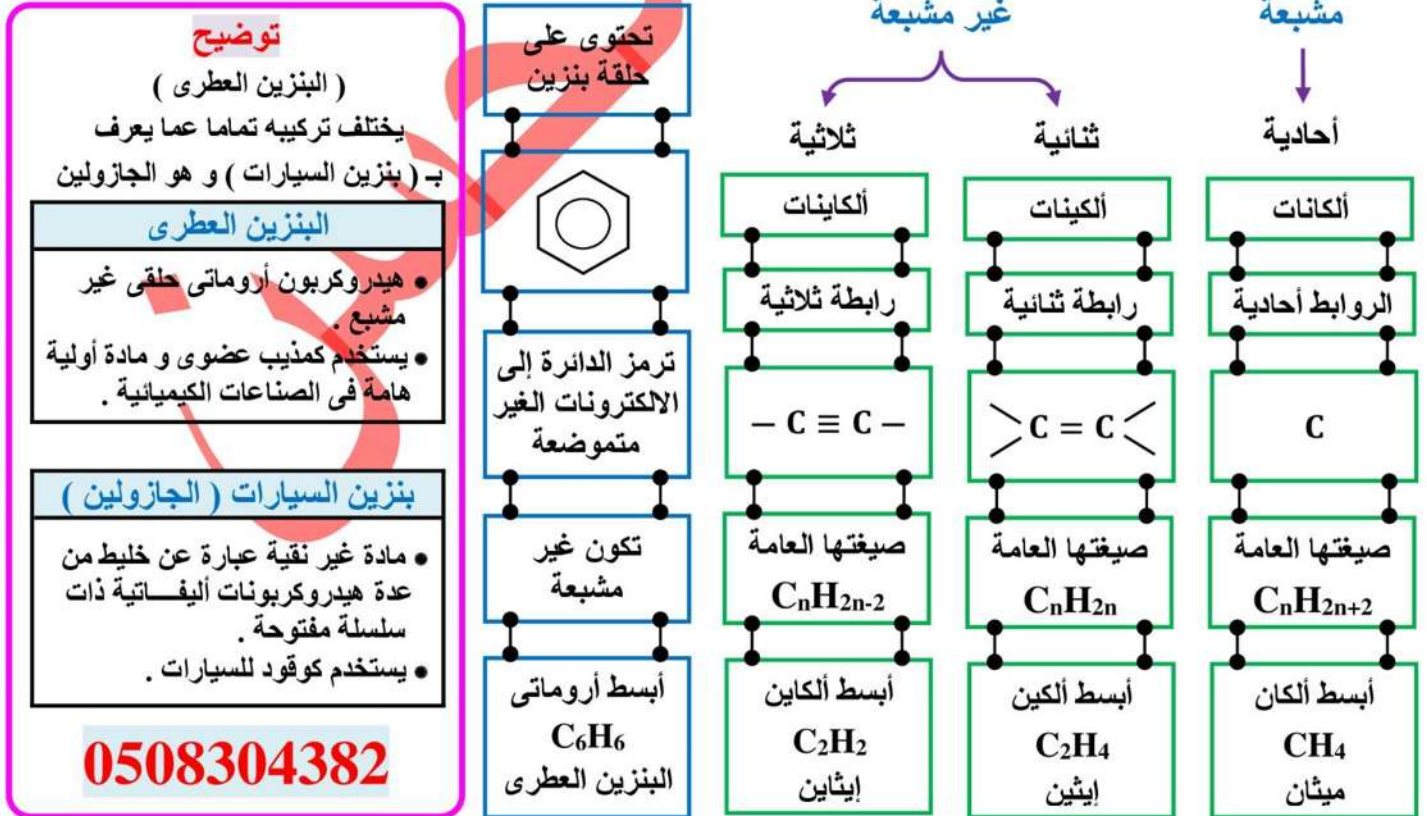 مشبعة
أحادية
ألكانات
الروابط أحادية
C
صيغتها العامة
CnH2n+2
أبسط ألكان
CH4
ميثان
غير مشبعة
ثنائية
ألكينات
رابطة ثنائية
C = C
صيغتها العامة
CnH2n
أبسط ألكين
C2H4
إيثين
ثلاثية
ألكاينات
رابطة ثلاثية
– C ≡ C –
صيغتها العامة
CnH2n-2
أبسط ألكاين
C2H2
إيثاين
تحتوى على
حلقة بنزين
ترمز الدائرة إلى
الالكترونات الغير
متموضعة
تكون غير
مشبعة
أبسط أروماتى
C6H6
البنزين العطرى
توضيح
( البنزين العطرى )
يختلف تركيبه تماما عما يعرف
بـ ( بنزين السيارات ) و هو الجازولين
البنزين العطرى
• هيدروكربون أروماتى حلقى غير
مشبع .
• يستخدم كمذيب عضوى و مادة أولية
هامة فى الصناعات الكيميائية .
بنزين السيارات ( الجازولين )
• مادة غير نقية عبارة عن خليط من
عدة هيدروكربونات أليفـــاتية ذات
سلسلة مفتوحة .
• يستخدم كوقود للسيارات .
0508304382